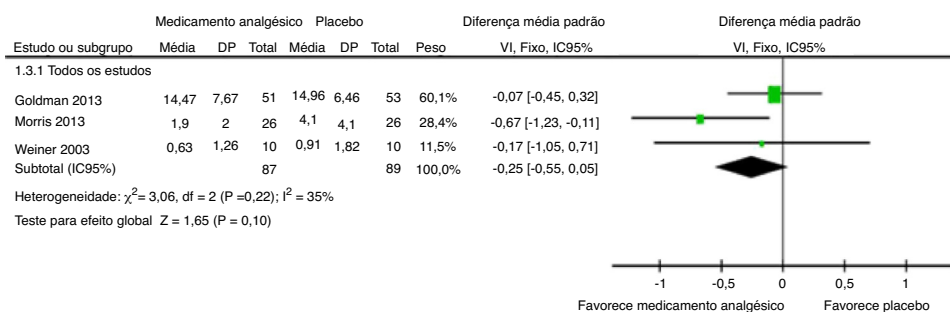 Medicamento analgésico Placebo Diferença média padrão Diferença média padrão
Estudo ou subgrupo Média DP Total Média DP Total Peso VI, Fixo, IC95% VI, Fixo, IC95%
1.3.1 Todos os estudos
Goldman 2013 14,47 7,67 51 14,96 6,46 53 60,1% -0,07 [-0,45, 0,32]
Morris 2013 1,9 2 26 4,1 4,1 26 28,4% -0,67 [-1,23, -0,11]
Weiner 2003 0,63 1,26 10 0,91 1,82 10 11,5% -0,17 [-1,05, 0,71]
Subtotal (IC95%) 87 89 100,0% -0,25 [-0,55, 0,05]
Heterogeneidade: χ²= 3,06, df = 2 (P =0,22); I² = 35%
Teste para efeito global Z = 1,65 (P = 0,10)
-1 -0,5 0 0,5 1
Favorece medicamento analgésico Favorece placebo